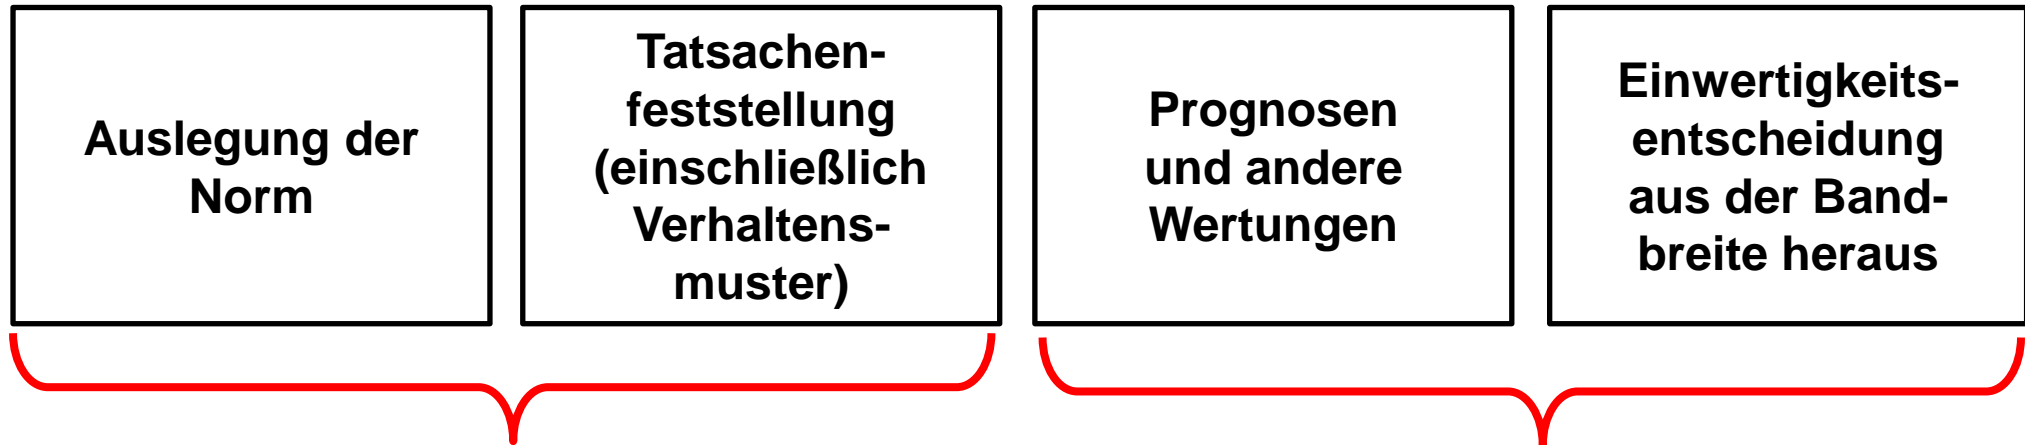 Auslegung der
Norm
Tatsachen-
feststellung
(einschließlich
Verhaltens-
muster)
Prognosen
und andere
Wertungen
Einwertigkeits-
entscheidung
aus der Band-
breite heraus